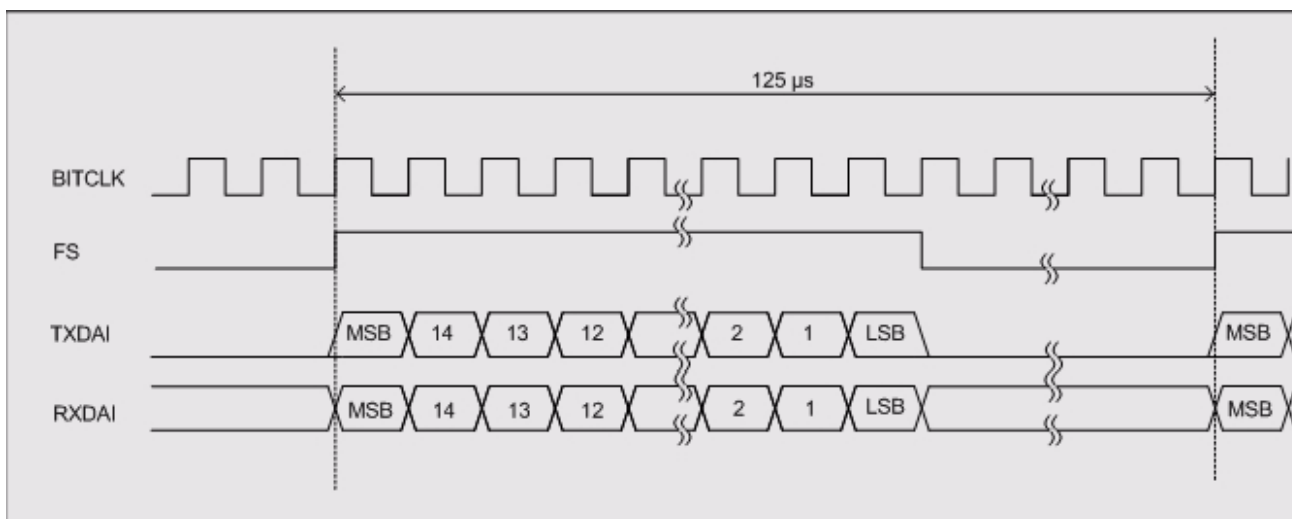 125 µs
BITCLK
FS
TXDAI MSB 14 13 12 2 1 LSB MSB
RXDAI MSB 14 13 12 2 1 LSB MSB